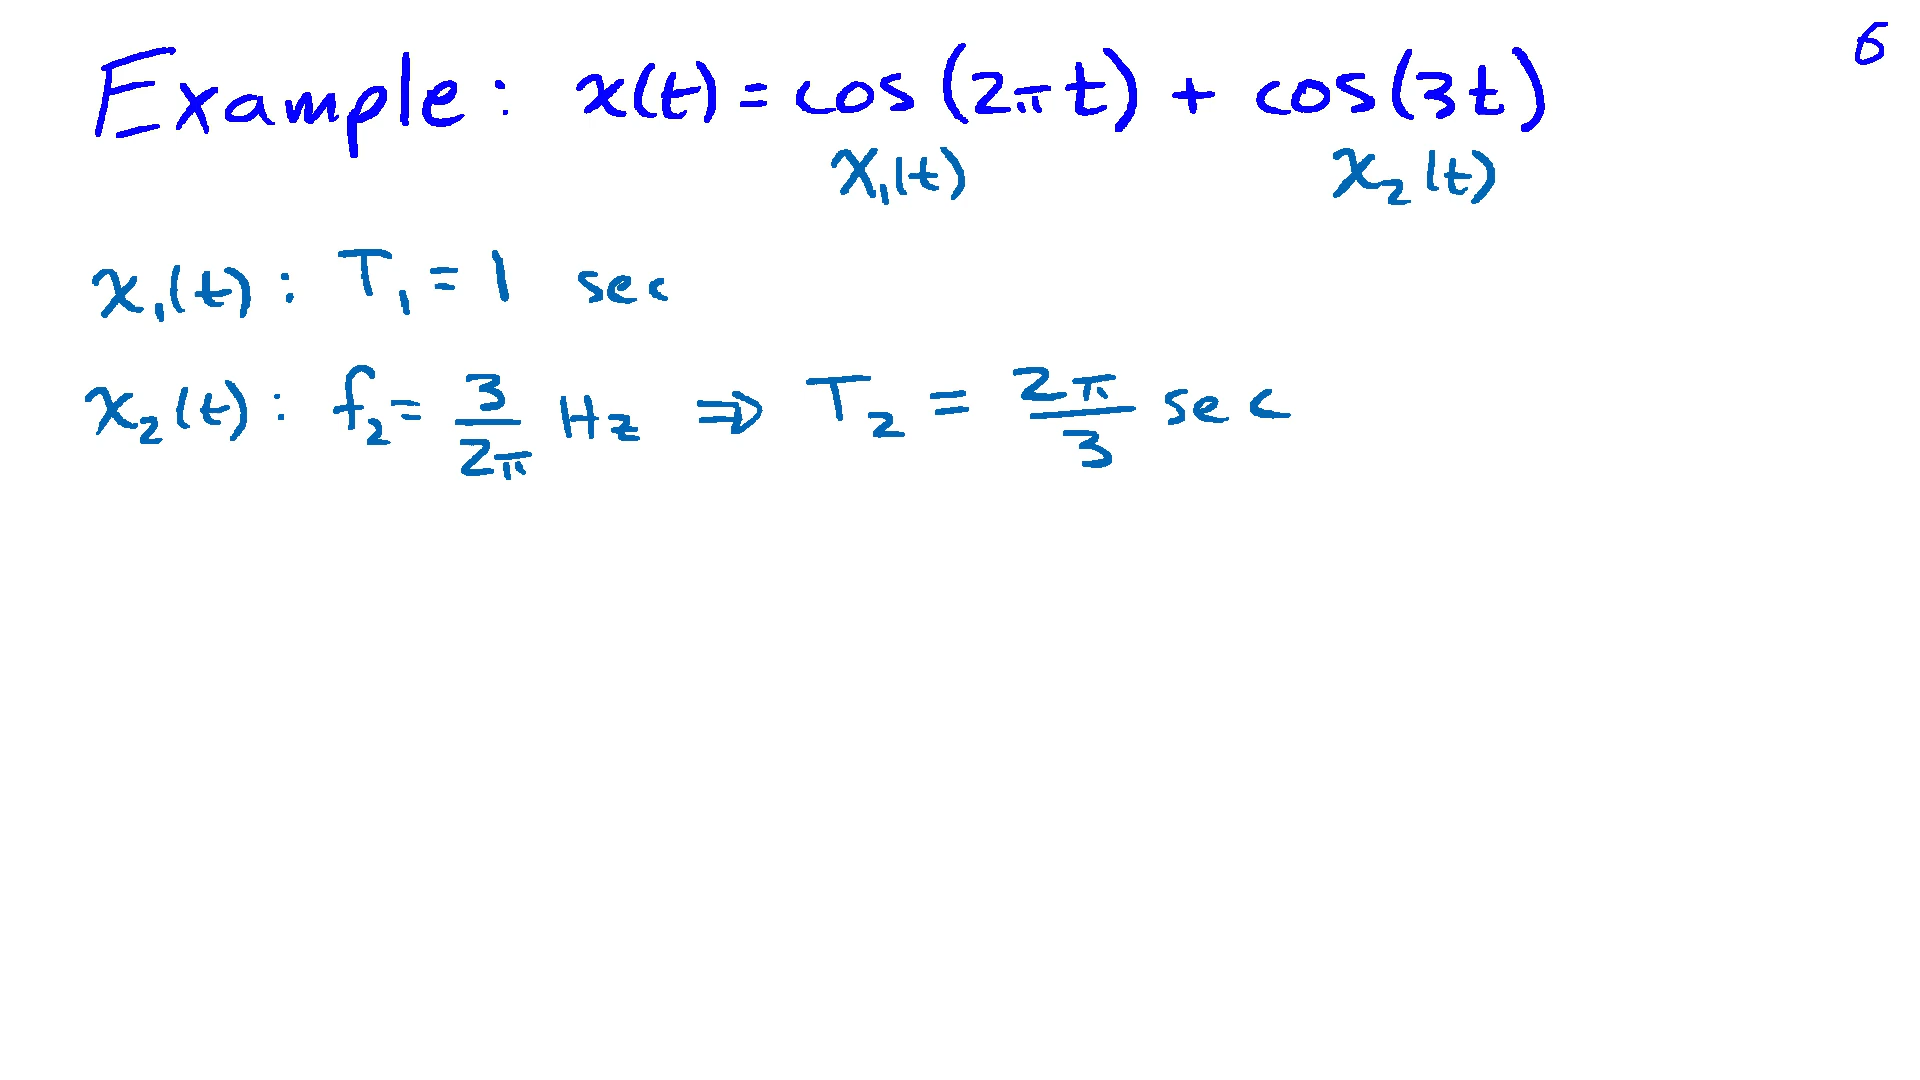 6
Example: x(t) = cos(2πt) + cos(3t)
x₁(t) x₂(t)
x₁(t): T₁ = 1 sec
x₂(t): f₂ = 3/2π Hz ⇒ T₂ = 2π/3 sec